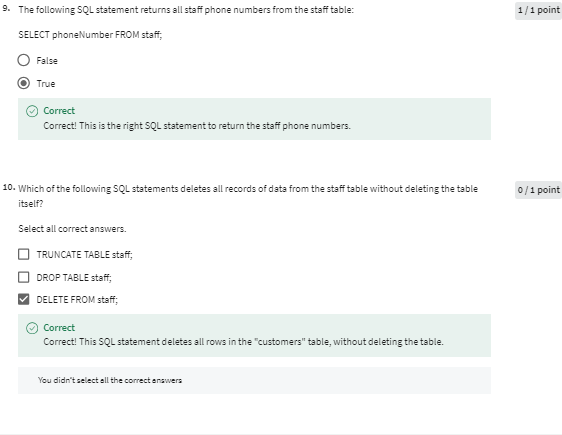 9. The following SQL statement returns all staff phone numbers from the staff table:
1 / 1 point
SELECT phoneNumber FROM staff;
False
True
Correct
Correct! This is the right SQL statement to return the staff phone numbers.
10. Which of the following SQL statements deletes all records of data from the staff table without deleting the table
itself?
0 / 1 point
Select all correct answers.
TRUNCATE TABLE staff;
DROP TABLE staff;
DELETE FROM staff;
Correct
Correct! This SQL statement deletes all rows in the "customers" table, without deleting the table.
You didn't select all the correct answers